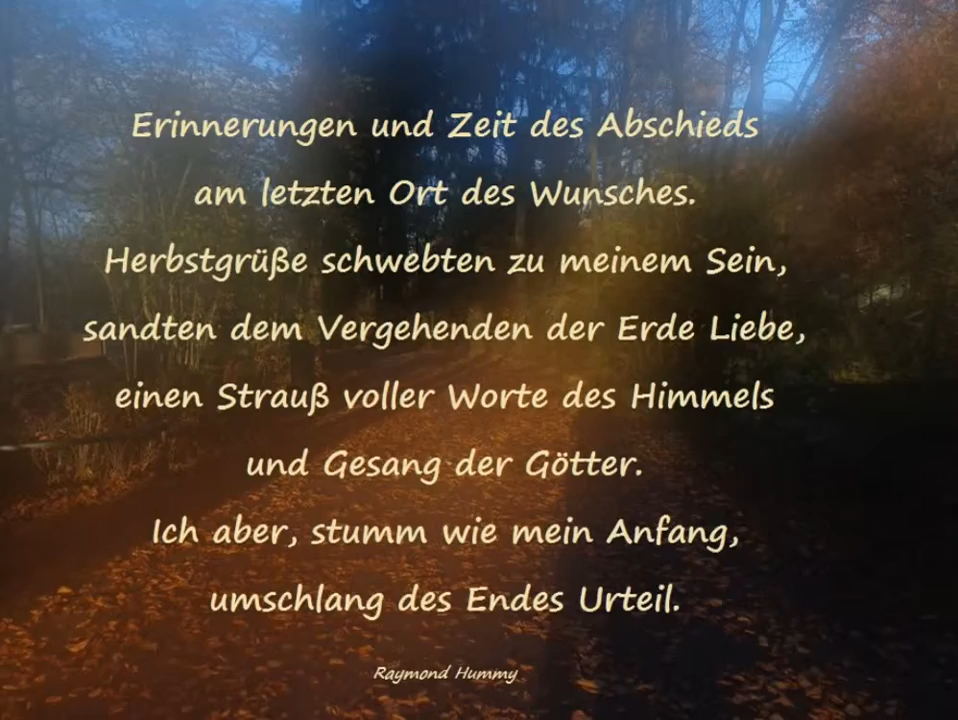 Erinnerungen und Zeit des Abschieds
am letzten Ort des Wunsches.
Herbstgrüße schwebten zu meinem Sein,
sandten dem Vergehenden der Erde Liebe,
einen Strauß voller Worte des Himmels
und Gesang der Götter.
Ich aber, stumm wie mein Anfang,
umschlang des Endes Urteil.
Raymond Hummy